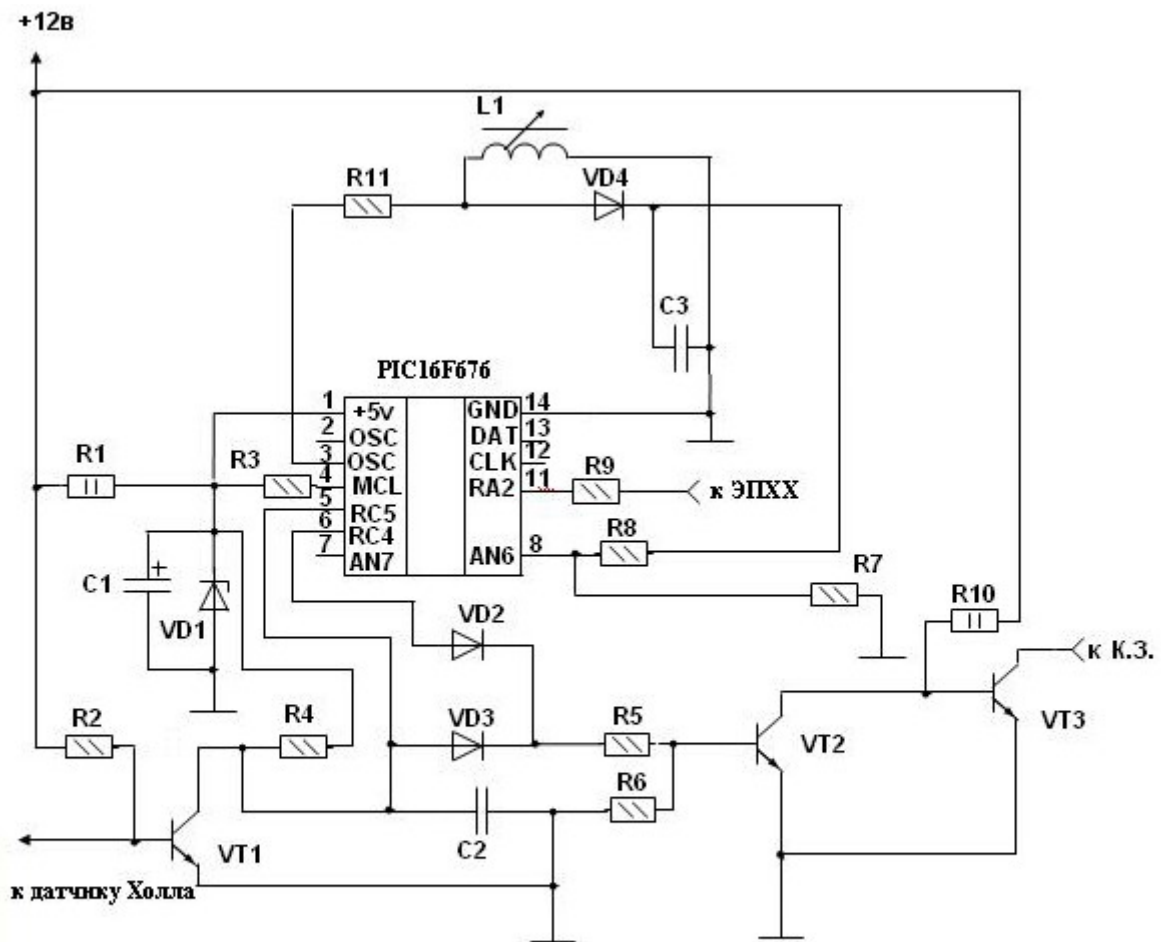 +12в
L1
R11
VD4
C3
PIC16F676
1 +5v GND 14
2 OSC DAT 13
3 OSC CLK 12
4 MCL RA2 11
5 RC5
6 RC4
7 AN7 AN6 8
R1
R3
R9
к ЭПХХ
R8
R7
R10
C1
VD1
VD2
к К.З.
R2
R4
VD3
R5
VT2
VT3
R6
C2
VT1
к датчику Холла